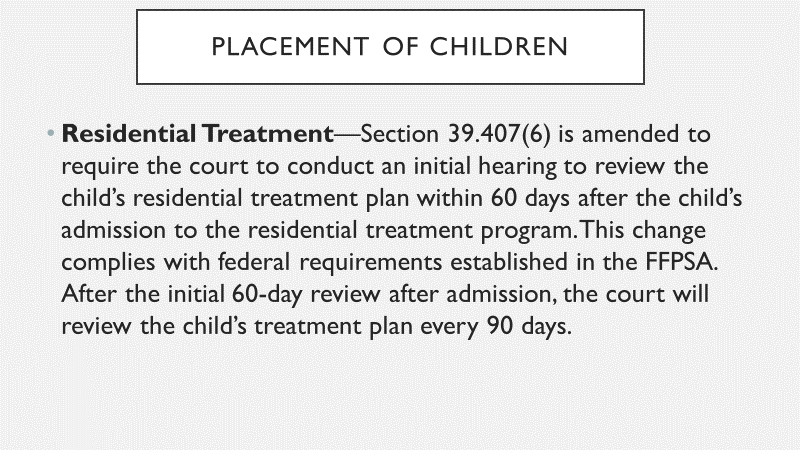 PLACEMENT OF CHILDREN
• Residential Treatment—Section 39.407(6) is amended to
require the court to conduct an initial hearing to review the
child’s residential treatment plan within 60 days after the child’s
admission to the residential treatment program. This change
complies with federal requirements established in the FFPSA.
After the initial 60-day review after admission, the court will
review the child’s treatment plan every 90 days.